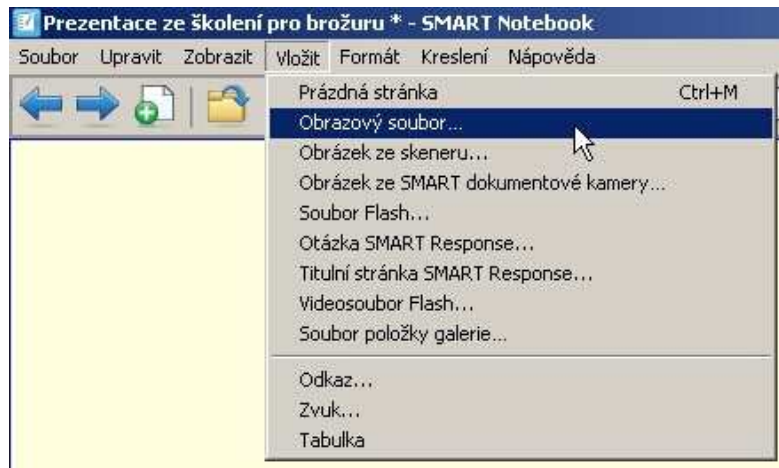 Prezentace ze školení pro brožuru * - SMART Notebook
Soubor Upravit Zobrazit Vložit Formát Kreslení Nápověda
Prázdná stránka Ctrl+M
Obrazový soubor...
Obrázek ze skeneru...
Obrázek ze SMART dokumentové kamery...
Soubor Flash...
Otázka SMART Response...
Titulní stránka SMART Response...
Videosoubor Flash...
Soubor položky galerie...
Odkaz...
Zvuk...
Tabulka